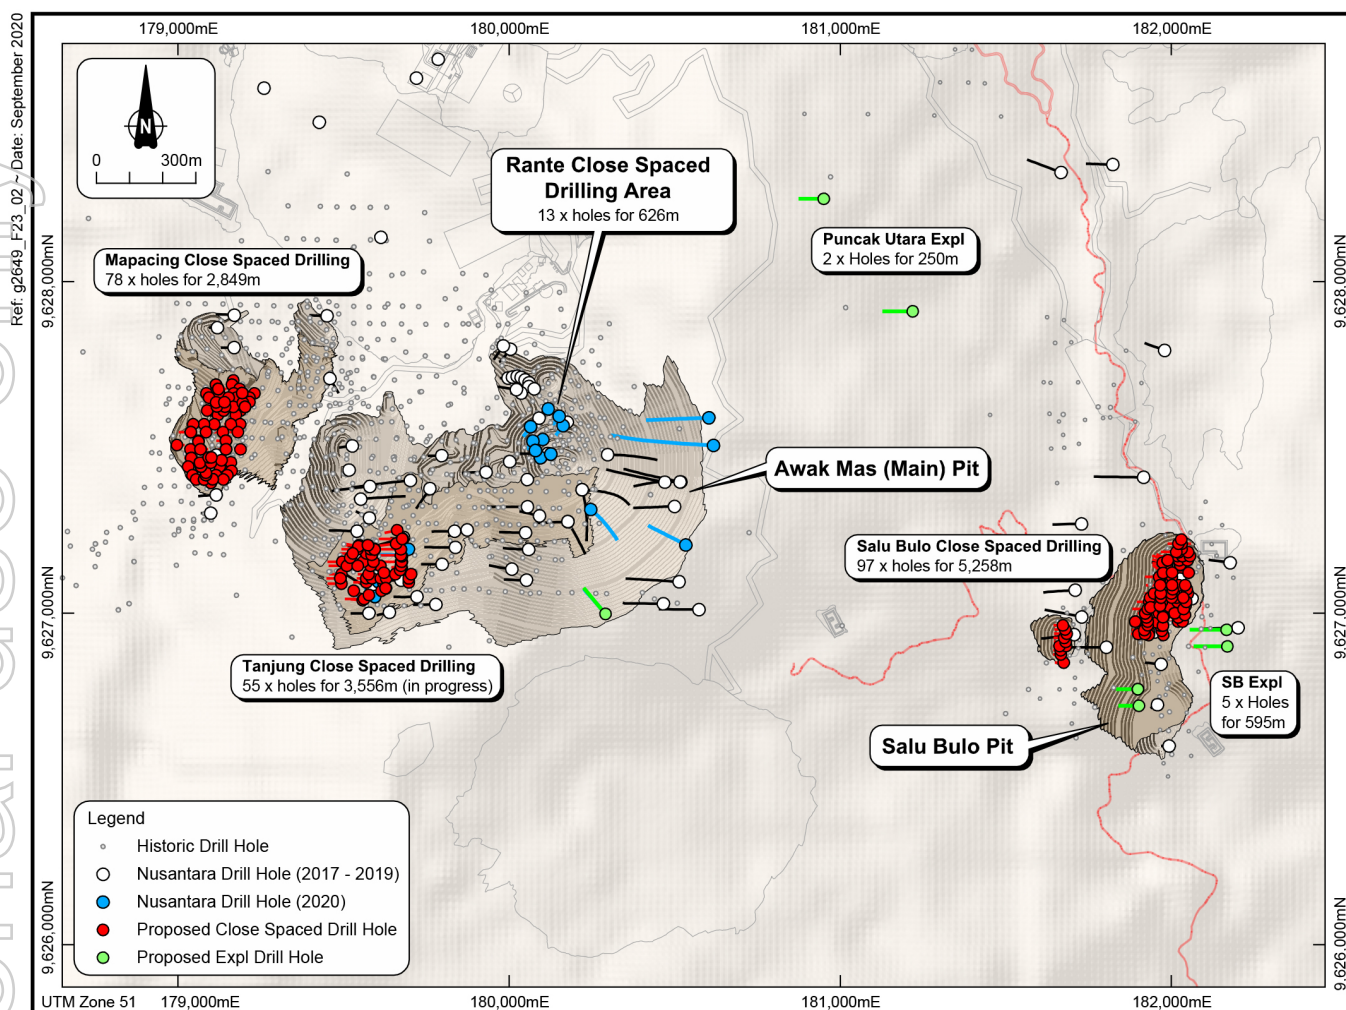 Ref: g2649_F23_02 ~ Date: September 2020
179,000mE
180,000mE
181,000mE
182,000mE
N
0 300m
Rante Close Spaced
Drilling Area
13 x holes for 626m
Puncak Utara Expl
2 x Holes for 250m
Mapacing Close Spaced Drilling
78 x holes for 2,849m
9,628,000mN
9,628,000mN
Awak Mas (Main) Pit
Salu Bulo Close Spaced Drilling
97 x holes for 5,258m
9,627,000mN
9,627,000mN
Tanjung Close Spaced Drilling
55 x holes for 3,556m (in progress)
SB Expl
5 x Holes
for 595m
Salu Bulo Pit
Legend
Historic Drill Hole
Nusantara Drill Hole (2017 - 2019)
Nusantara Drill Hole (2020)
Proposed Close Spaced Drill Hole
Proposed Expl Drill Hole
9,626,000mN
9,626,000mN
UTM Zone 51
179,000mE
180,000mE
181,000mE
182,000mE